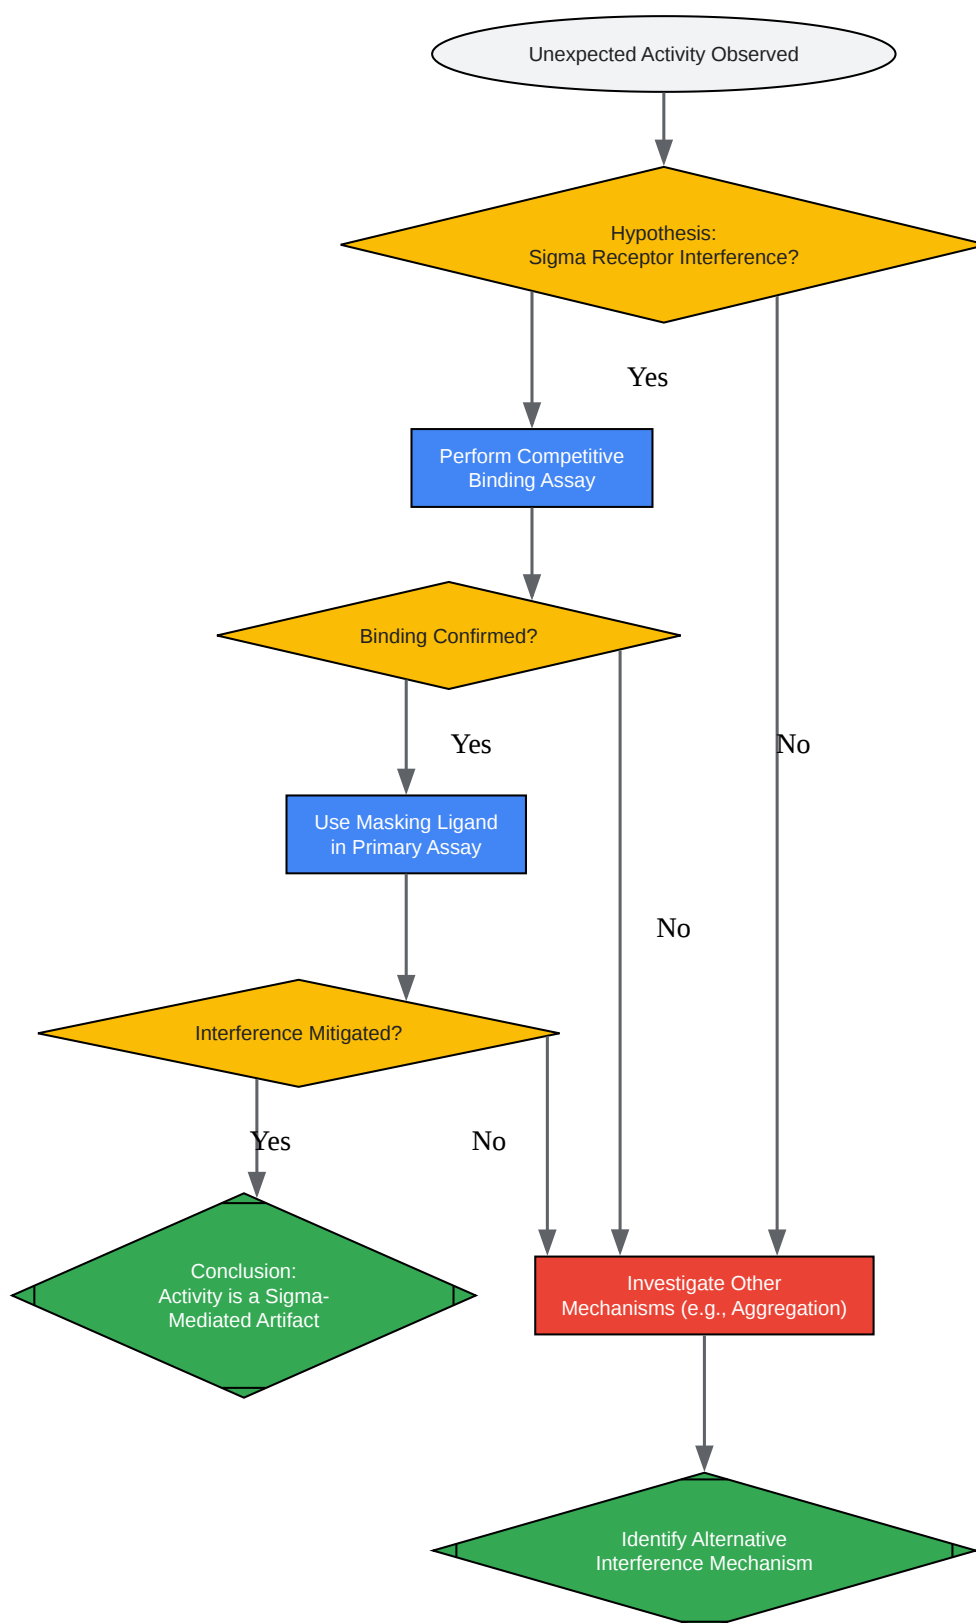 Unexpected Activity Observed
Hypothesis:
Sigma Receptor Interference?
Yes
Perform Competitive
Binding Assay
Binding Confirmed?
Yes
No
Use Masking Ligand
in Primary Assay
No
Interference Mitigated?
Yes
No
Conclusion:
Activity is a Sigma-
Mediated Artifact
Investigate Other
Mechanisms (e.g., Aggregation)
Identify Alternative
Interference Mechanism